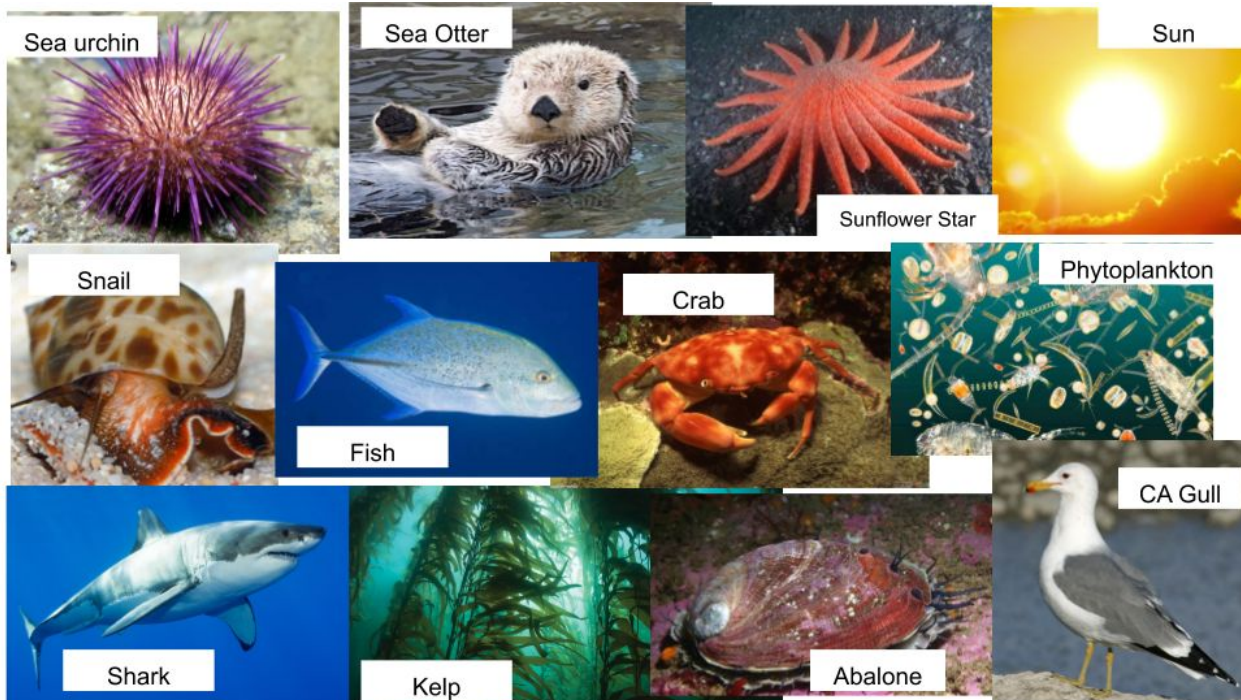 Sea urchin
Sea Otter
Sunflower Star
Sun
Snail
Fish
Crab
Phytoplankton
Shark
Kelp
Abalone
CA Gull